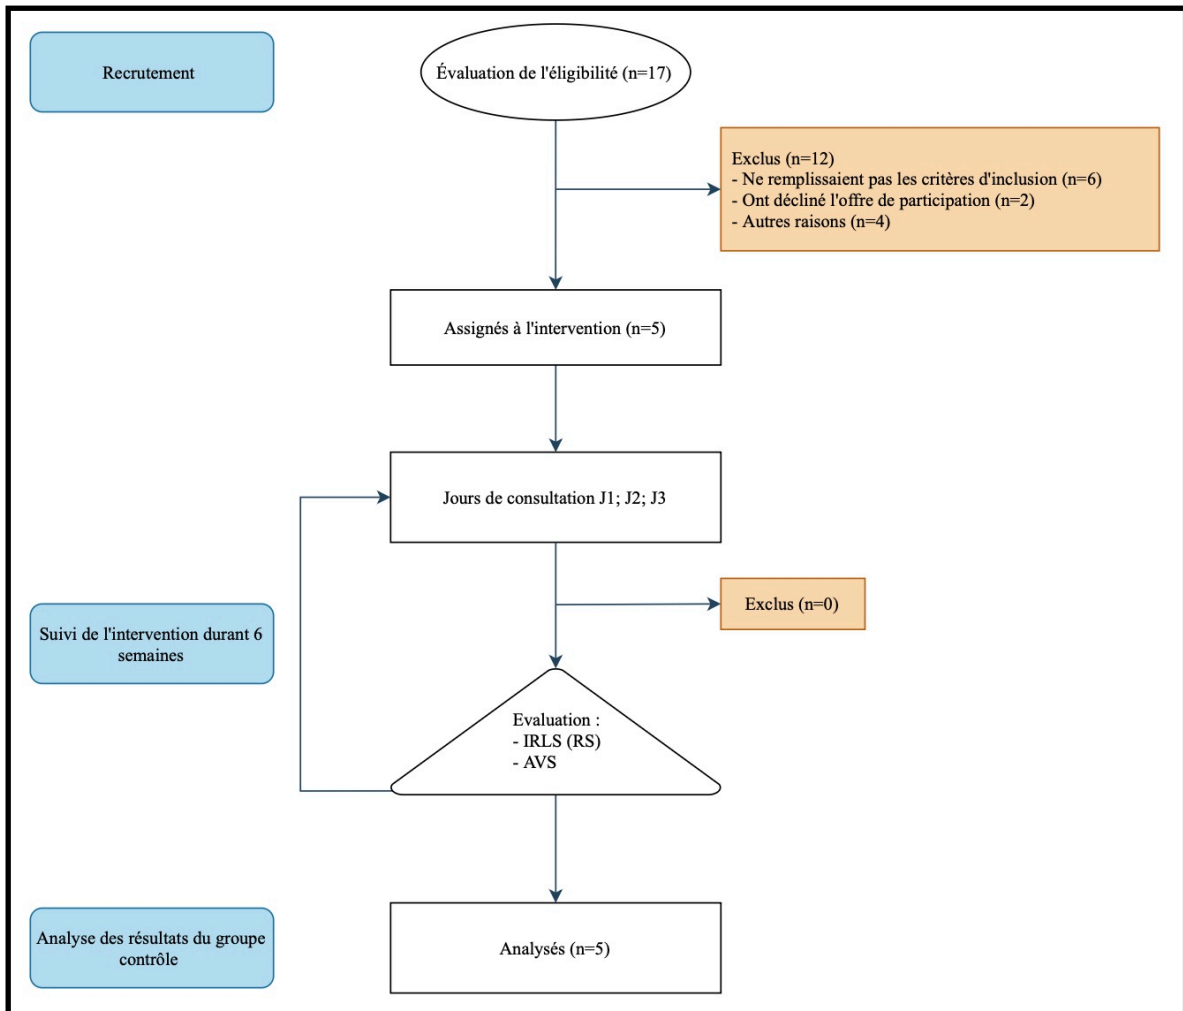 Recrutement
Évaluation de l'éligibilité (n=17)
Exclus (n=12)
- Ne remplissaient pas les critères d'inclusion (n=6)
- Ont décliné l'offre de participation (n=2)
- Autres raisons (n=4)
Assignés à l'intervention (n=5)
Jours de consultation J1; J2; J3
Exclus (n=0)
Suivi de l'intervention durant 6
semaines
Evaluation :
- IRLS (RS)
- AVS
Analyse des résultats du groupe
contrôle
Analysés (n=5)